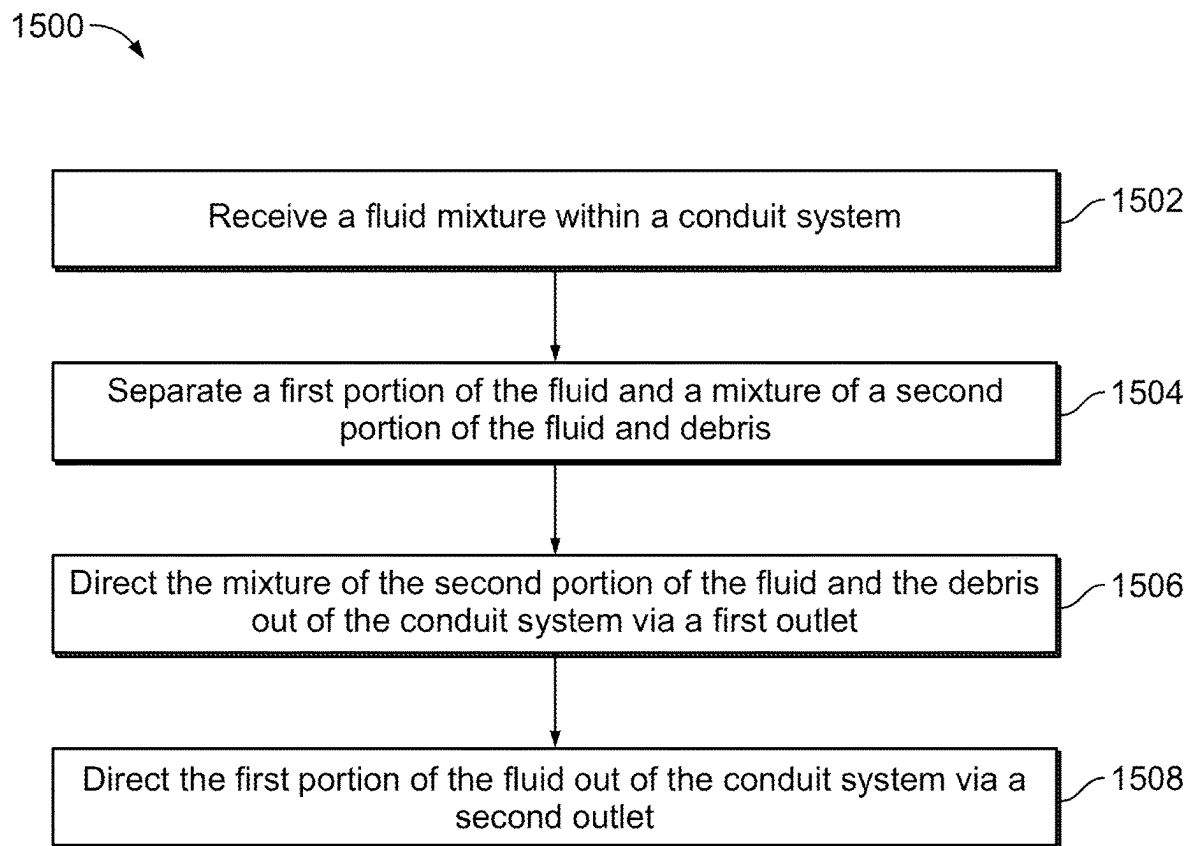 1500
Receive a fluid mixture within a conduit system
1502
Separate a first portion of the fluid and a mixture of a second
portion of the fluid and debris
1504
Direct the mixture of the second portion of the fluid and the debris
out of the conduit system via a first outlet
1506
Direct the first portion of the fluid out of the conduit system via a
second outlet
1508